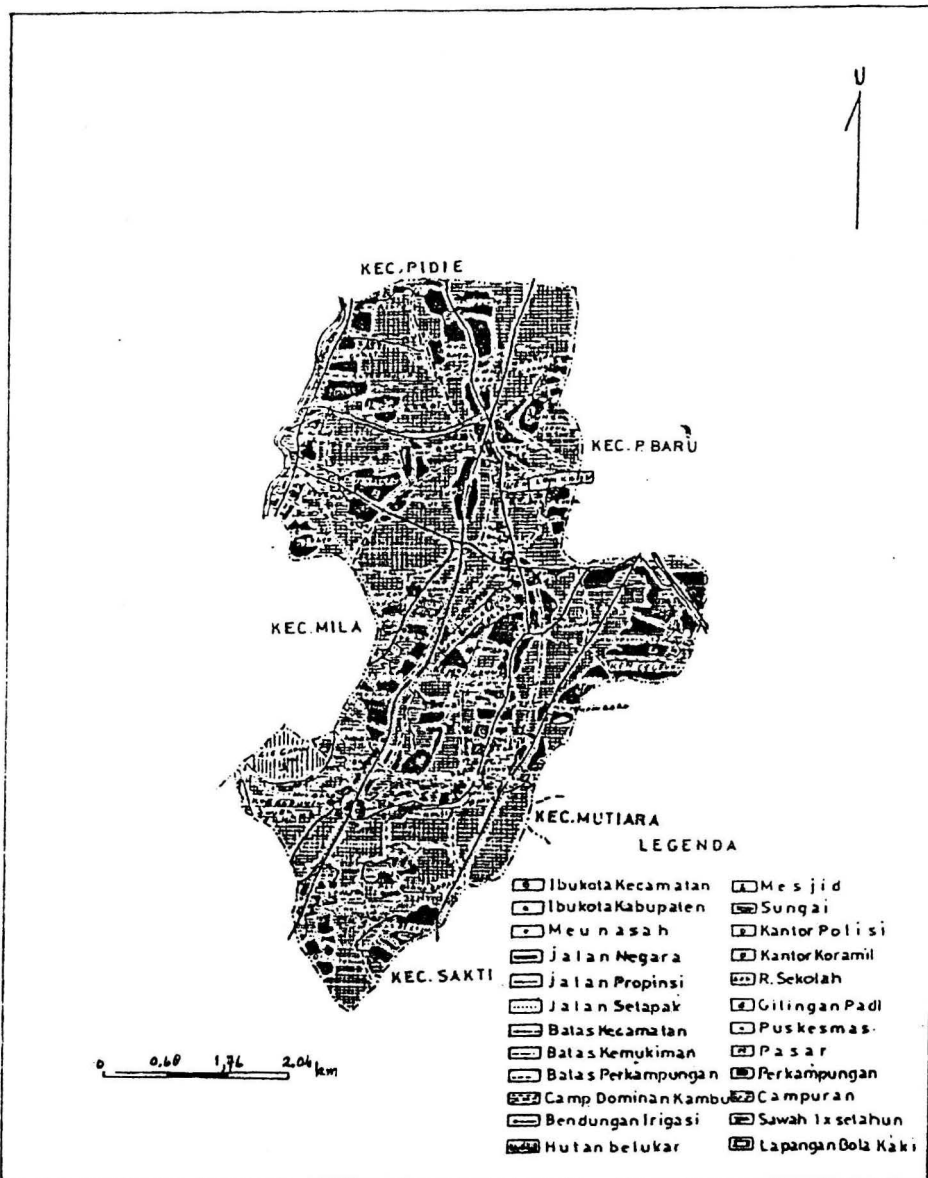 U
KEC. PIDIE
KEC. P. BARU
KEC. MILA
KEC. MUTIARA
KEC. SAKTI
0 0,68 1,76 2.04 km
LEGENDA
Ibukota Kecamatan
Ibukota Kabupaten
Meunasah
Jalan Negara
Jalan Propinsi
Jalan Setapak
Batas Kecamatan
Batas Kemukiman
Batas Perkampungan
Camp Dominan Kambu
Bendungan Irigasi
Hutan belukar
Mesjid
Sungai
Kantor Polisi
Kantor Koramil
R. Sekolah
Gilingan Padi
Puskesmas
Pasar
Perkampungan
Campuran
Sawah 1x setahun
Lapangan Bola Kaki